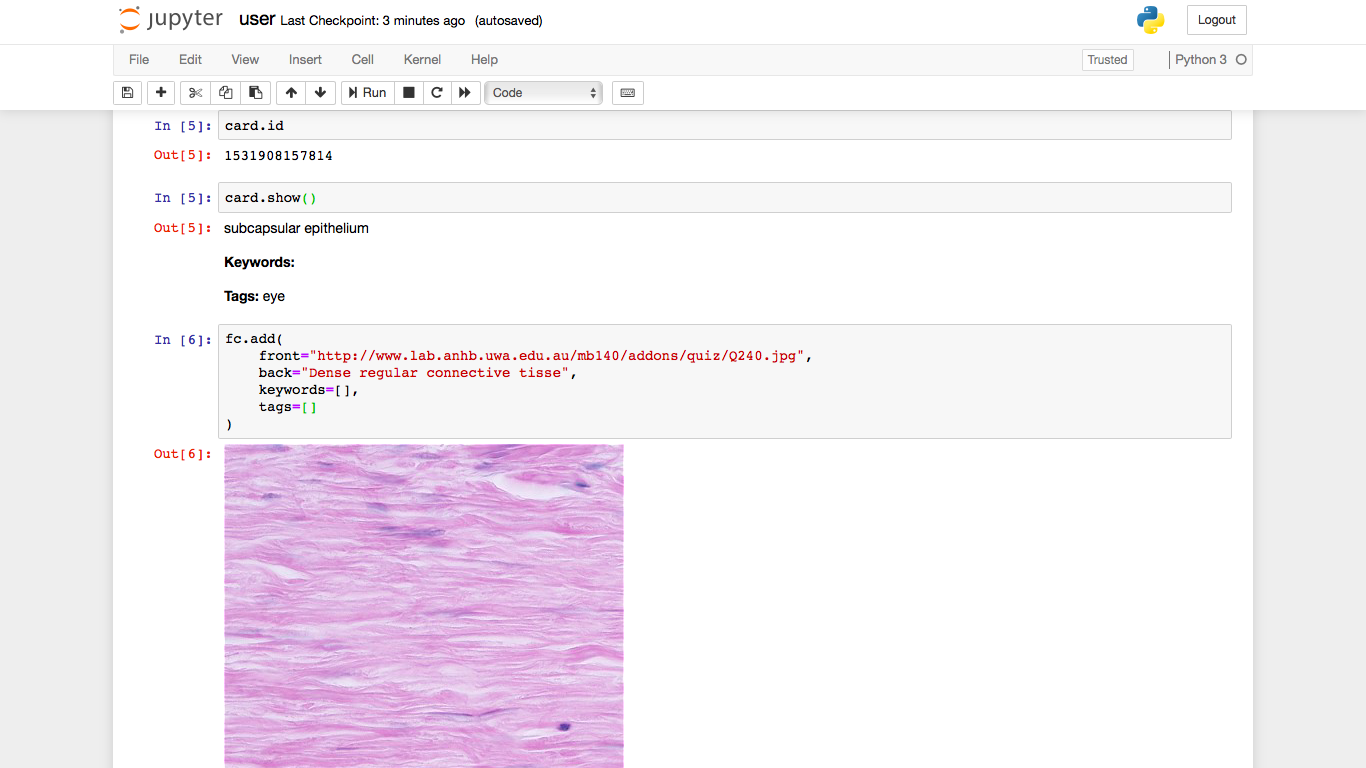 jupyter user Last Checkpoint: 3 minutes ago (autosaved) Logout
File Edit View Insert Cell Kernel Help Trusted Python 3
Run Code
In [5]: card.id
Out[5]: 1531908157814
In [5]: card.show()
Out[5]: subcapsular epithelium
Keywords:
Tags: eye
In [6]: fc.add(
front="http://www.lab.anhb.uwa.edu.au/mb140/addons/quiz/Q240.jpg",
back="Dense regular connective tisse",
keywords=[],
tags=[]
)
Out[6]: